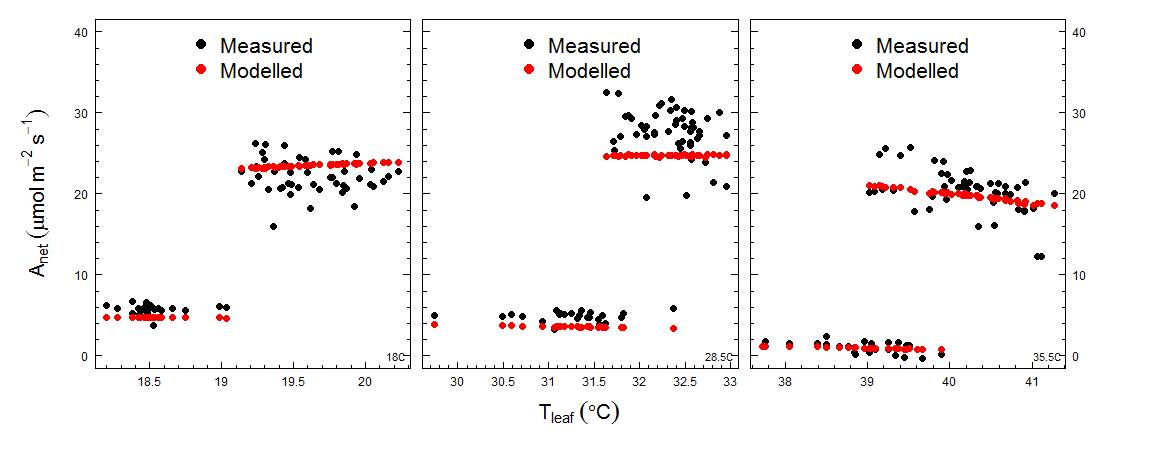 Measured
Modelled
Measured
Modelled
Measured
Modelled
40
30
20
10
0
40
30
20
10
0
Anet (μmol m−2 s−1)
18C
28.5C
35.5C
18.5 19 19.5 20
30 30.5 31 31.5 32 32.5 33
38 39 40 41
Tleaf (°C)